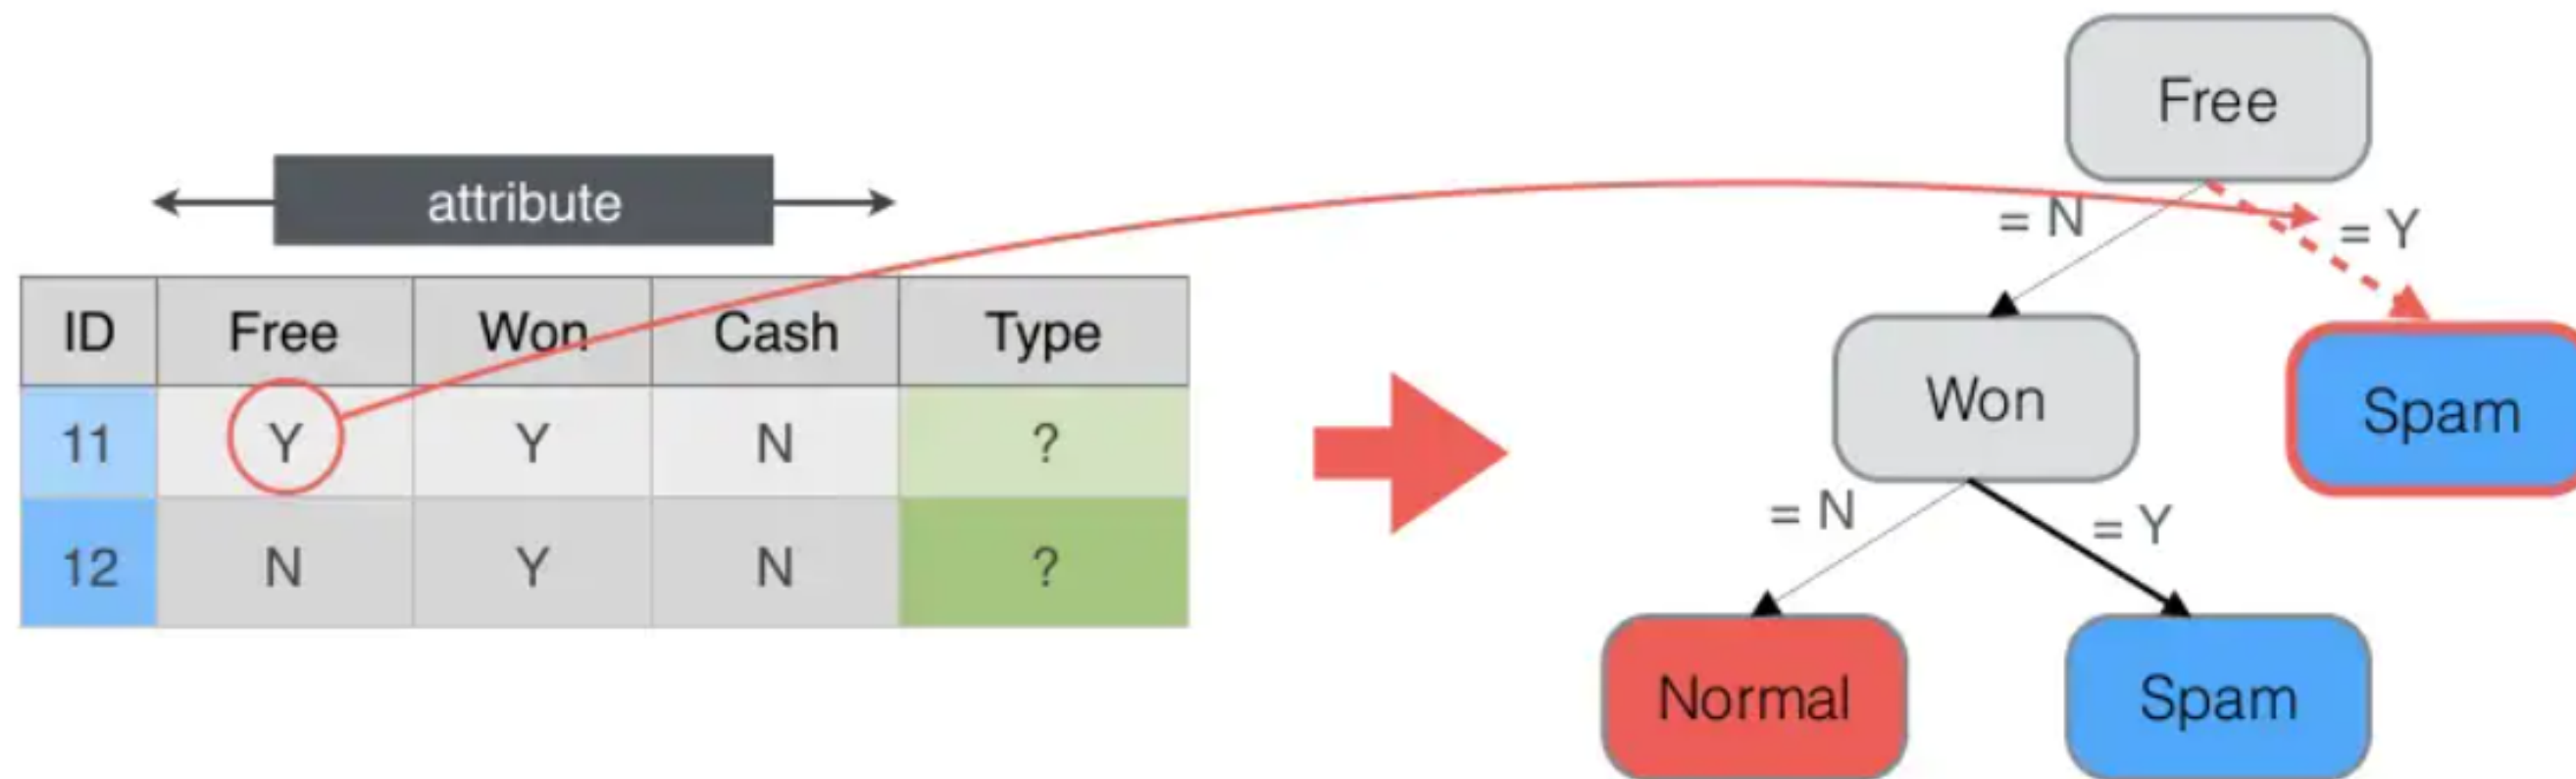 attribute
ID Free Won Cash Type
11 Y Y N ?
12 N Y N ?
Free
= N = Y
Won Spam
= N = Y
Normal Spam